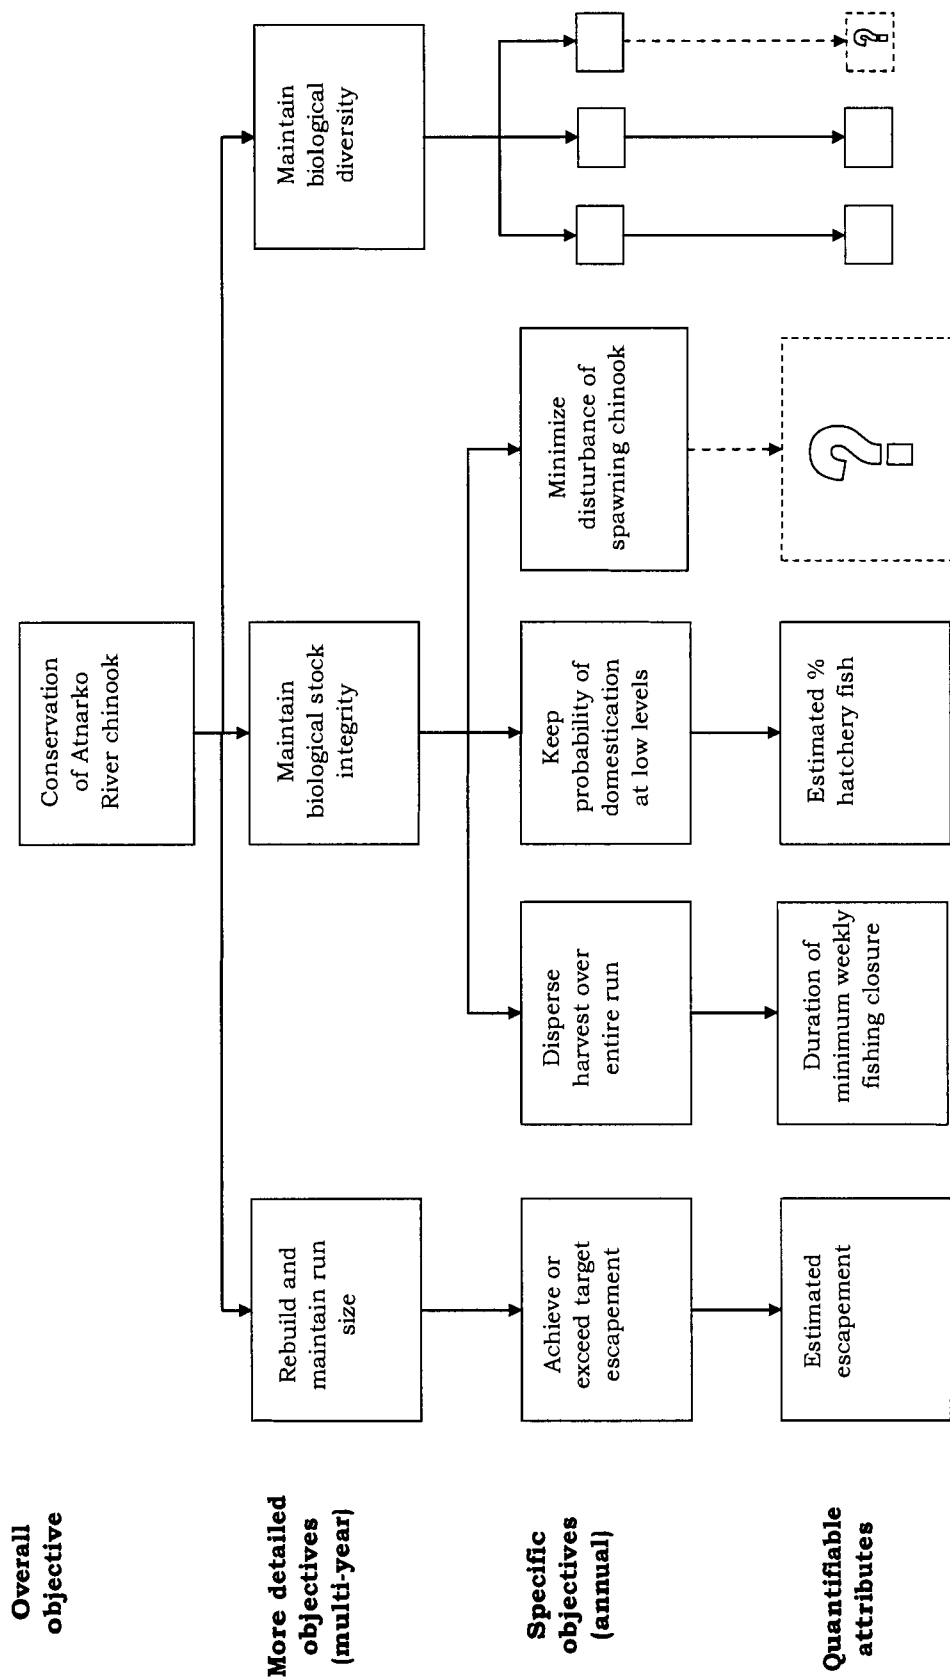 Overall
objective
Conservation
of Atnarko
River chinook
More detailed
objectives
(multi-year)
Rebuild and
maintain run
size
Maintain
biological stock
integrity
Maintain
biological
diversity
Specific
objectives
(annual)
Achieve or
exceed target
escapement
Disperse
harvest over
entire run
Keep
probability of
domestication
at low levels
Minimize
disturbance of
spawning chinook
Quantifiable
attributes
Estimated
escapement
Duration of
minimum weekly
fishing closure
Estimated %
hatchery fish
?
?